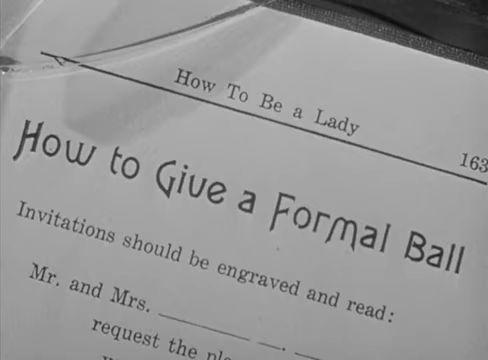 How To Be a Lady 163
How to Give a Formal Ball
Invitations should be engraved and read:
Mr. and Mrs.
request the